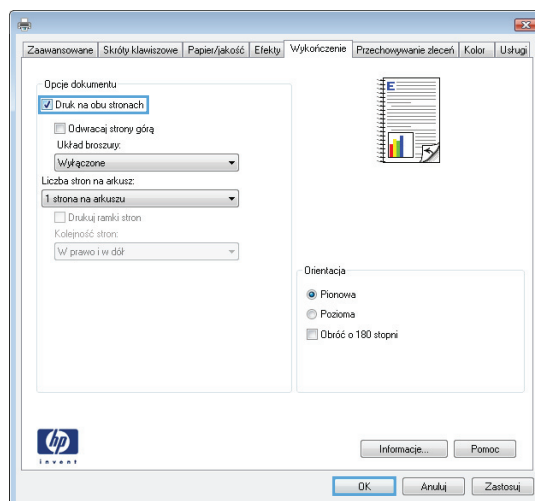 Zaawansowane Skróty klawiszowe Papier/jakość Efekty Wykończenie Przechowywanie zleceń Kolor Usługi
Opcje dokumentu
Druk na obu stronach
Odwracaj strony górą
Układ broszury:
Wyłączone
Liczba stron na arkusz:
1 strona na arkuszu
Drukuj ramki stron
Kolejność stron:
W prawo i w dół
E
Orientacja
Pionowa
Pozioma
Obróć o 180 stopni
hp
invent
Informacje... Pomoc
OK Anuluj Zastosuj